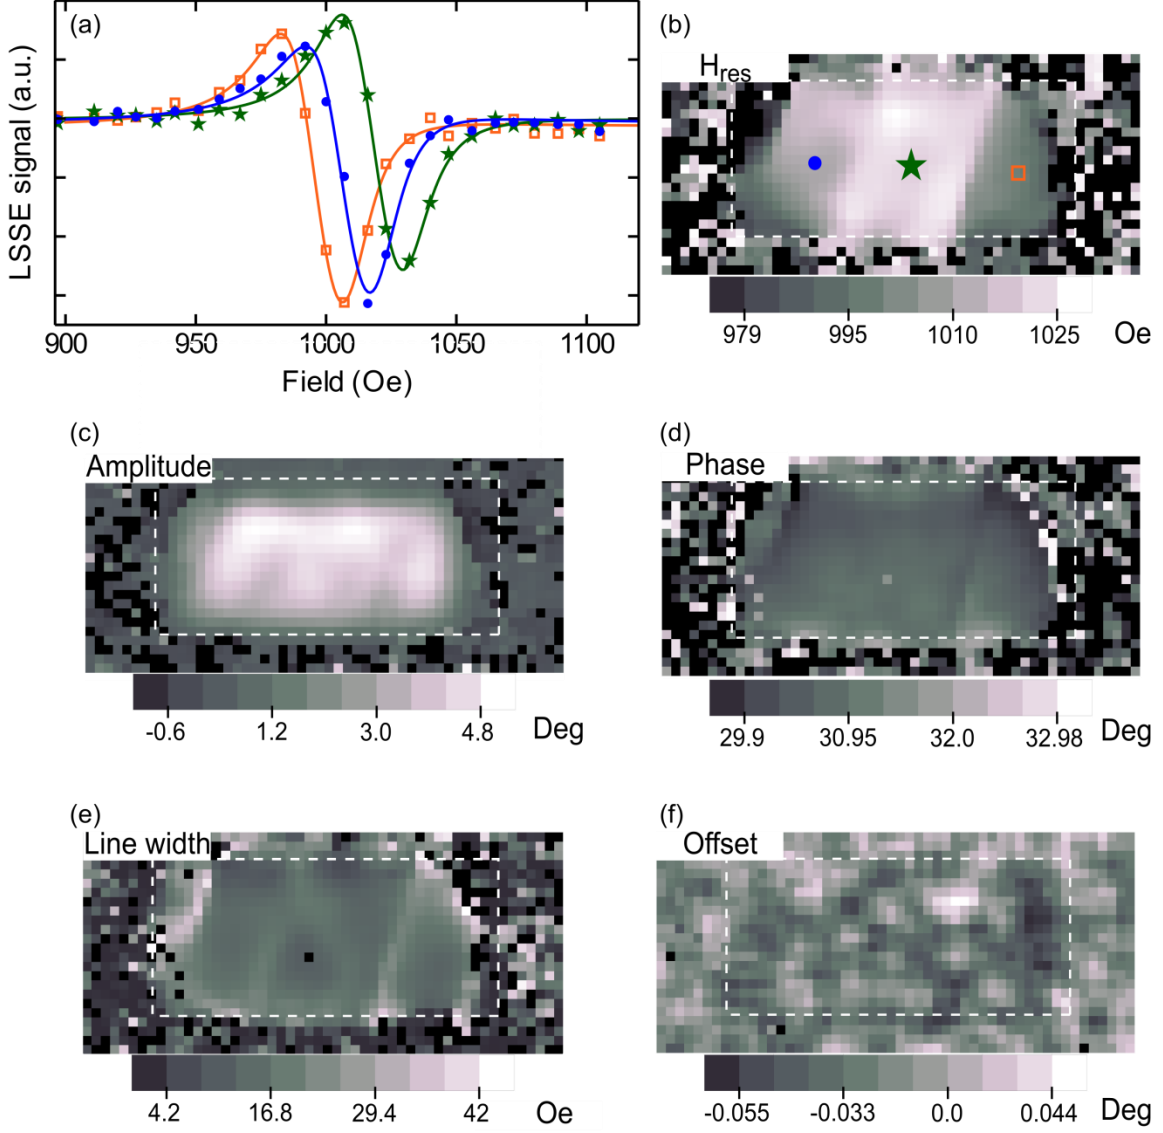 (a)
LSSE signal (a.u.)
900 950 1000 1050 1100
Field (Oe)
(b)
Hres
979 995 1010 1025 Oe
(c)
Amplitude
-0.6 1.2 3.0 4.8 Deg
(d)
Phase
29.9 30.95 32.0 32.98 Deg
(e)
Line width
4.2 16.8 29.4 42 Oe
(f)
Offset
-0.055 -0.033 0.0 0.044 Deg